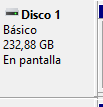 Disco 1
Básico
232,88 GB
En pantalla